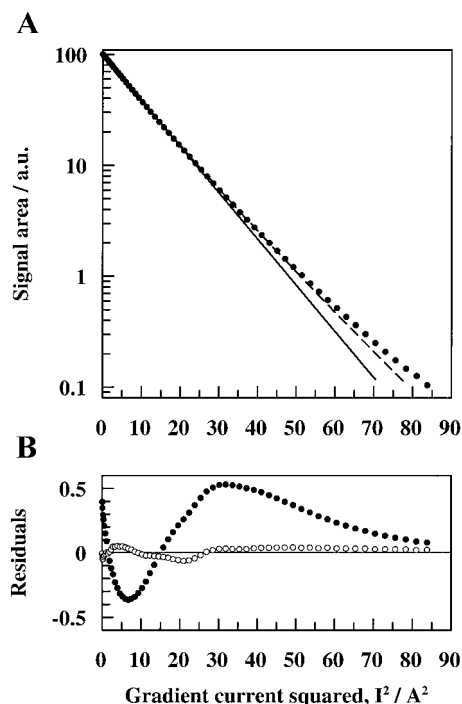 A
100
10
1
0.1
Signal area / a.u.
0 10 20 30 40 50 60 70 80 90
B
0.5
0
-0.5
Residuals
0 10 20 30 40 50 60 70 80 90
Gradient current squared, I² / A²